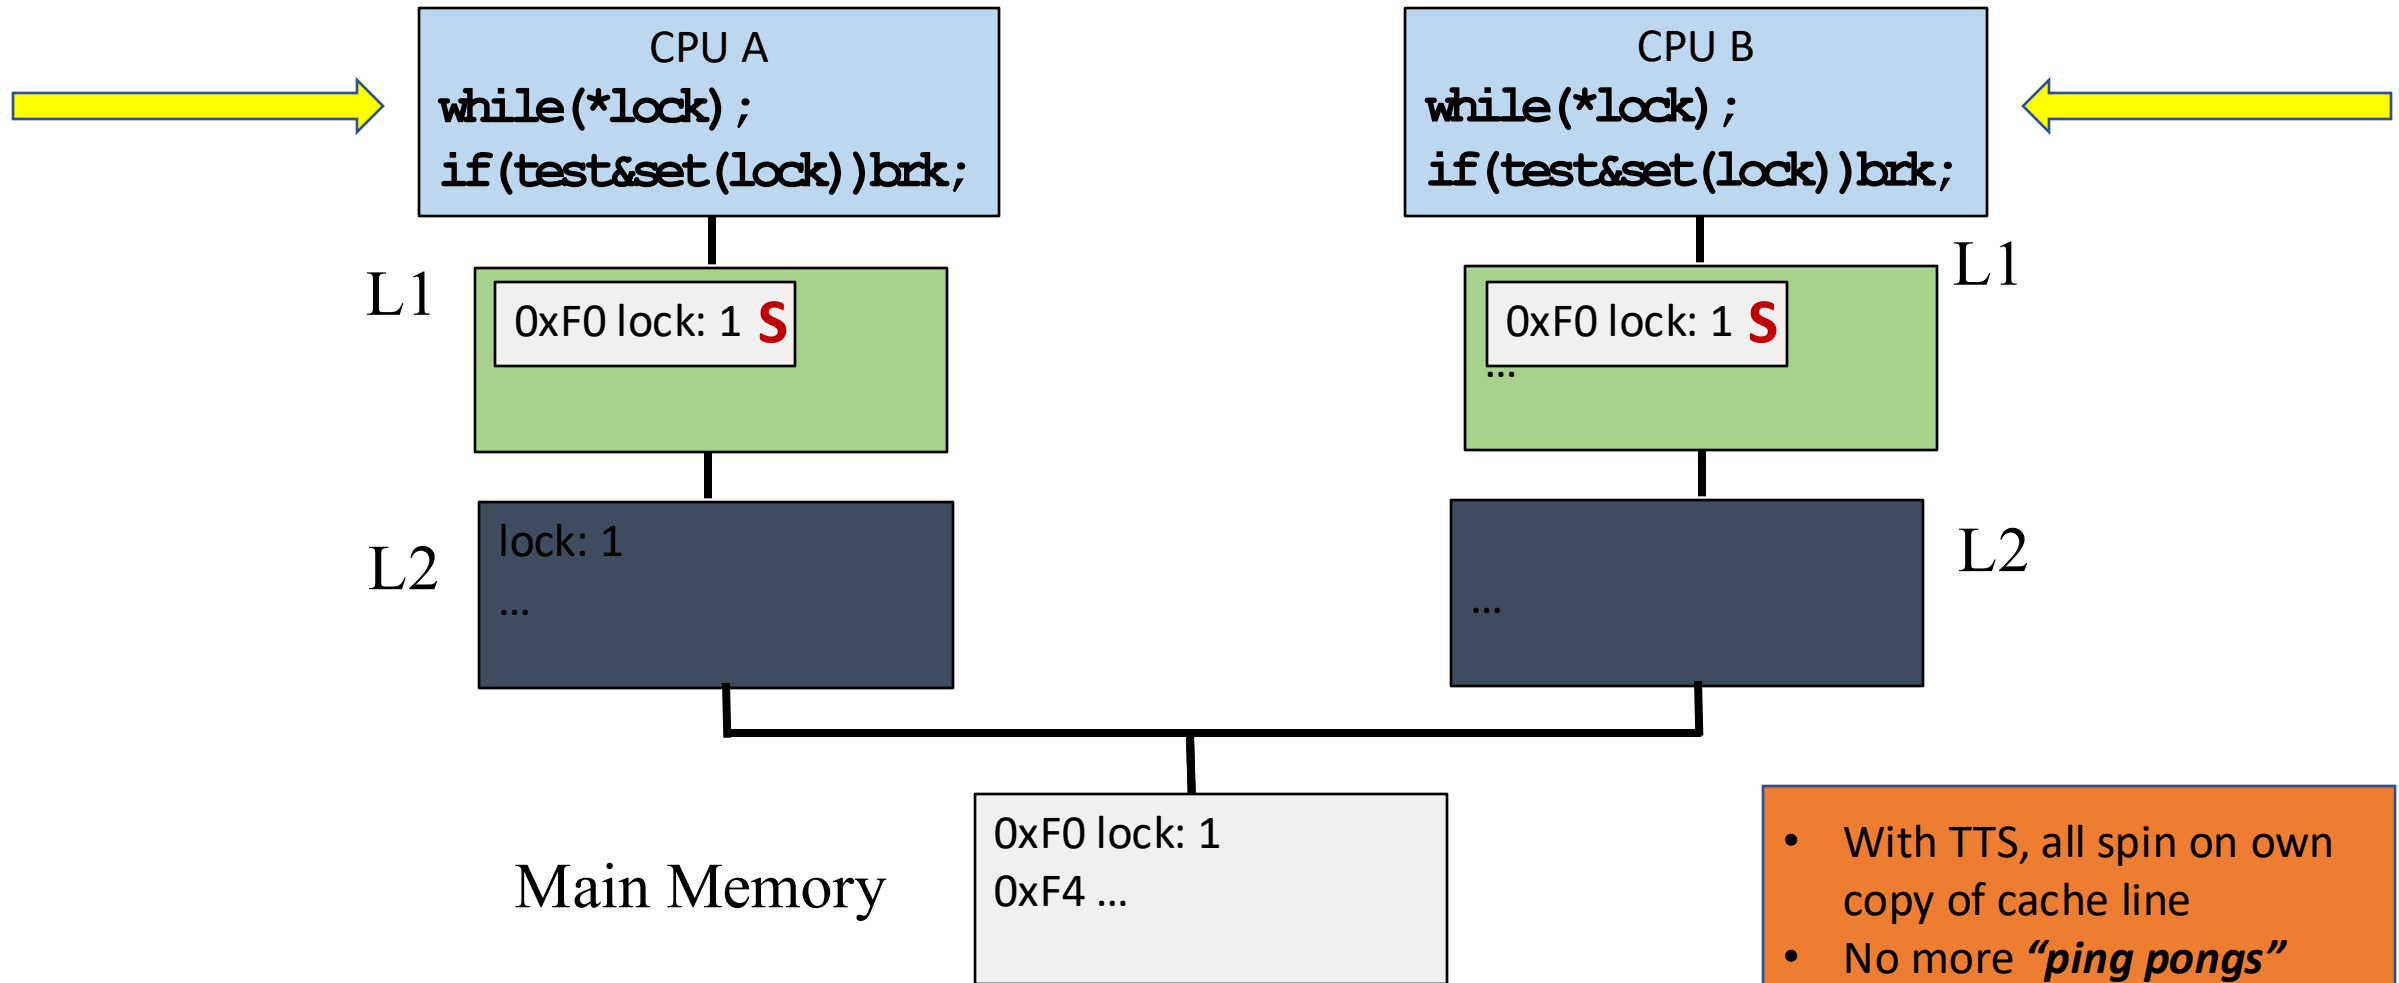 CPU A
while(*lock);
if(test&set(lock))brk;
CPU B
while(*lock);
if(test&set(lock))brk;
L1
0xF0 lock: 1 S
0xF0 lock: 1 S
...
L1
L2
lock: 1
...
...
L2
Main Memory
0xF0 lock: 1
0xF4 ...
• With TTS, all spin on own
copy of cache line
• No more “ping pongs”